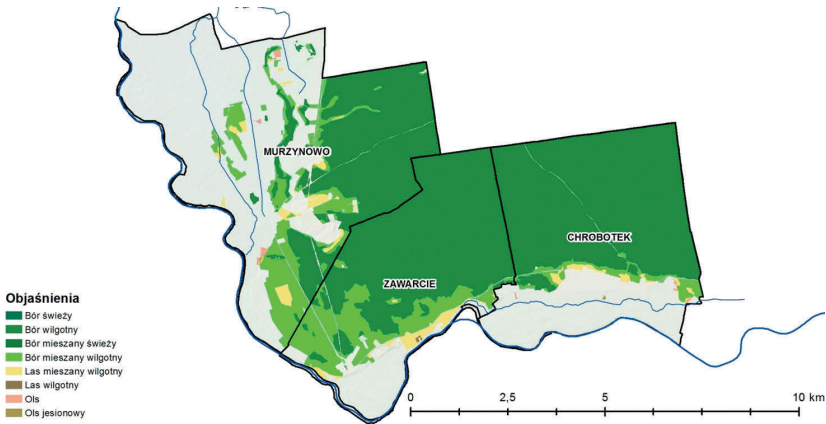 MURZYNOWO
CHROBOTEK
ZAWARCIE
Objaśnienia
Bór świeży
Bór wilgotny
Bór mieszany świeży
Bór mieszany wilgotny
Las mieszany wilgotny
Las wilgotny
Ols
Ols jesionowy
0 2,5 5 10 km